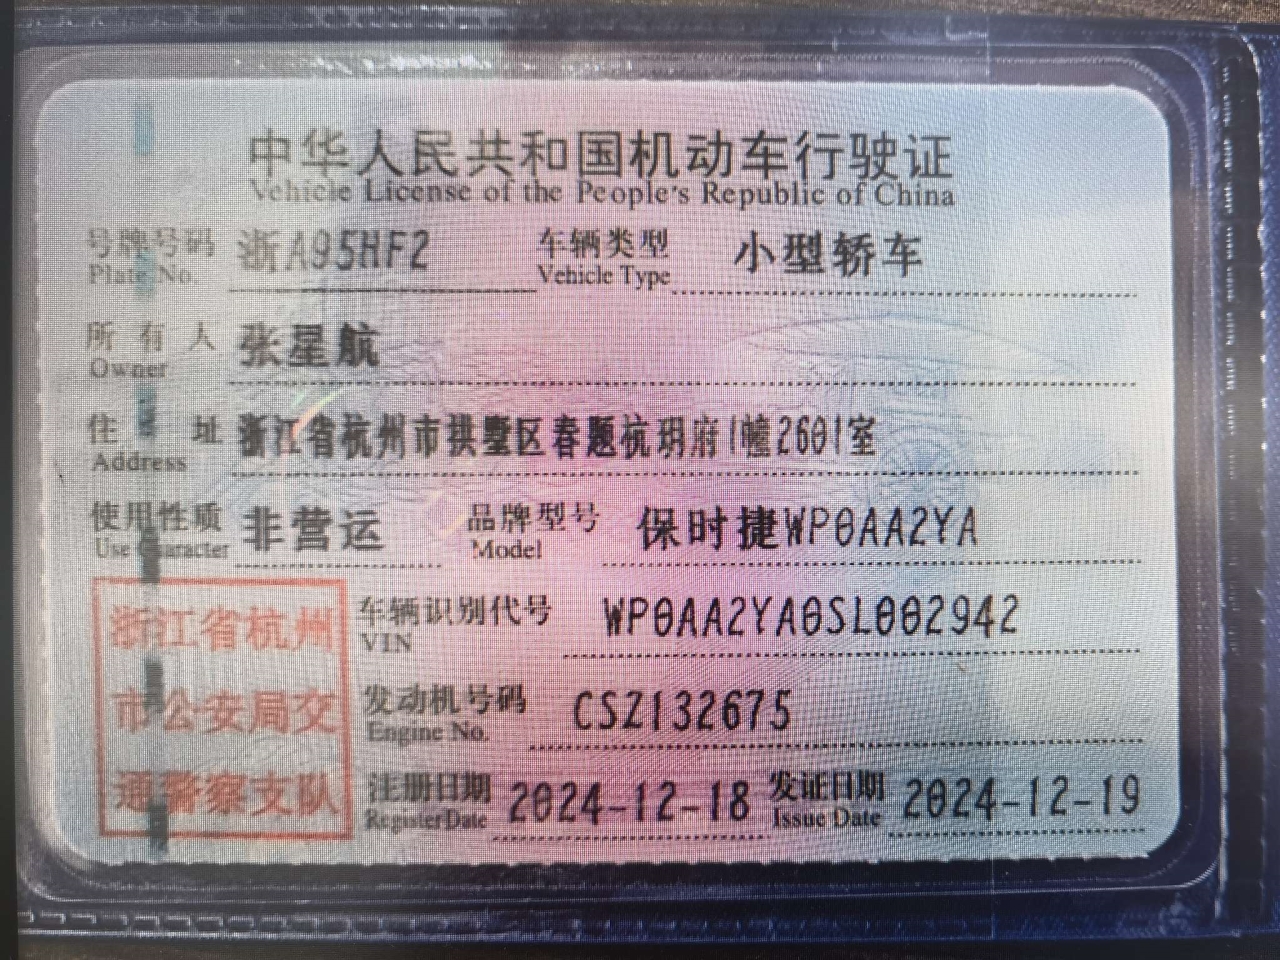 中华人民共和国机动车行驶证
Vehicle License of the People's Republic of China
号牌号码 浙A95HF2 车辆类型 小型轿车
Plate No. Vehicle Type
所有人 张星航
Owner
住址 浙江省杭州市拱墅区春题杭玥府1幢2601室
Address
使用性质 非营运 品牌型号 保时捷WP0AA2YA
Use Character Model
浙江省杭州
市公安局交
通警察支队
车辆识别代号 WP0AA2YA0SL002942
VIN
发动机号码 CSZ132675
Engine No.
注册日期 2024-12-18 发证日期 2024-12-19
Register Date Issue Date